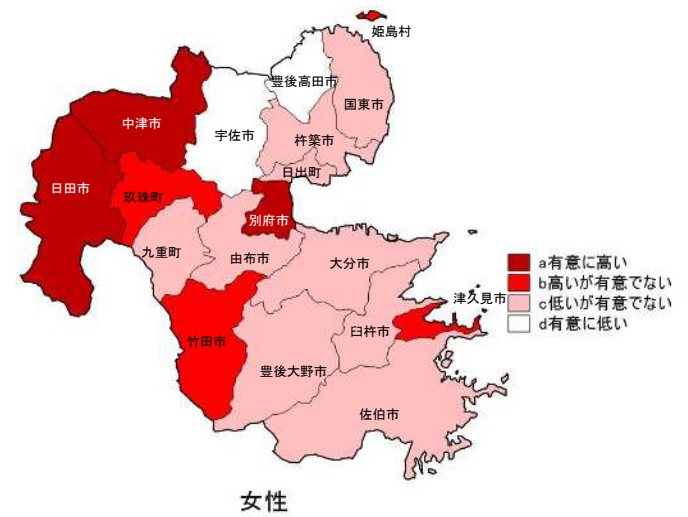 姫島村
豊後高田市
国東市
中津市
宇佐市
杵築市
日出町
日田市
玖珠町
別府市
九重町
由布市
大分市
a有意に高い
b高いが有意でない
c低いが有意でない
d有意に低い
津久見市
臼杵市
竹田市
豊後大野市
佐伯市
女性